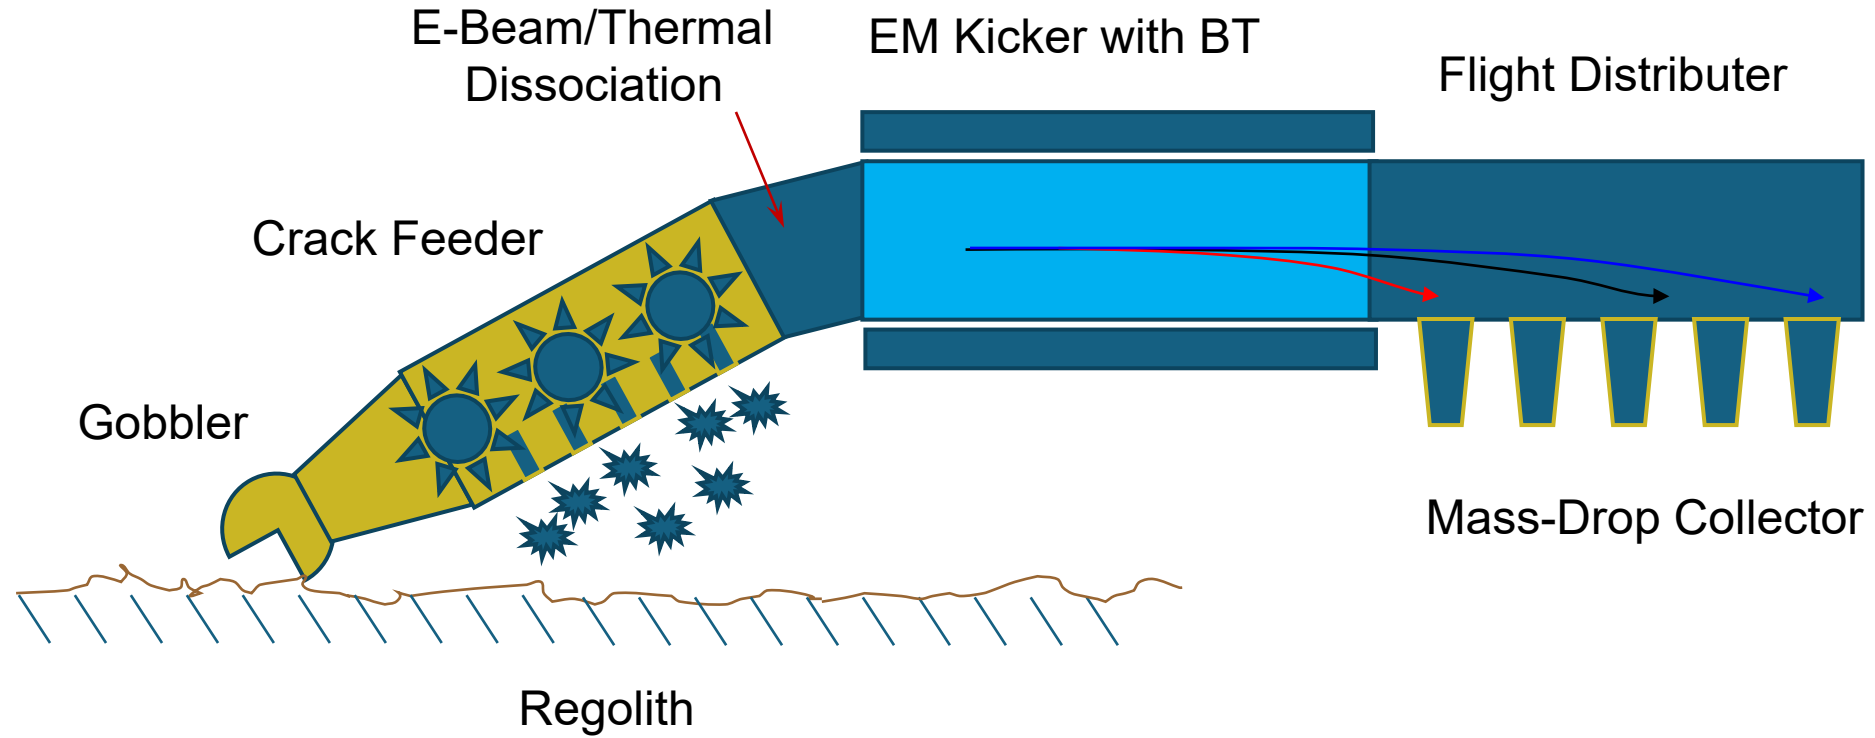 E-Beam/Thermal
Dissociation
EM Kicker with BT
Flight Distributer
Crack Feeder
Gobbler
Mass-Drop Collector
Regolith